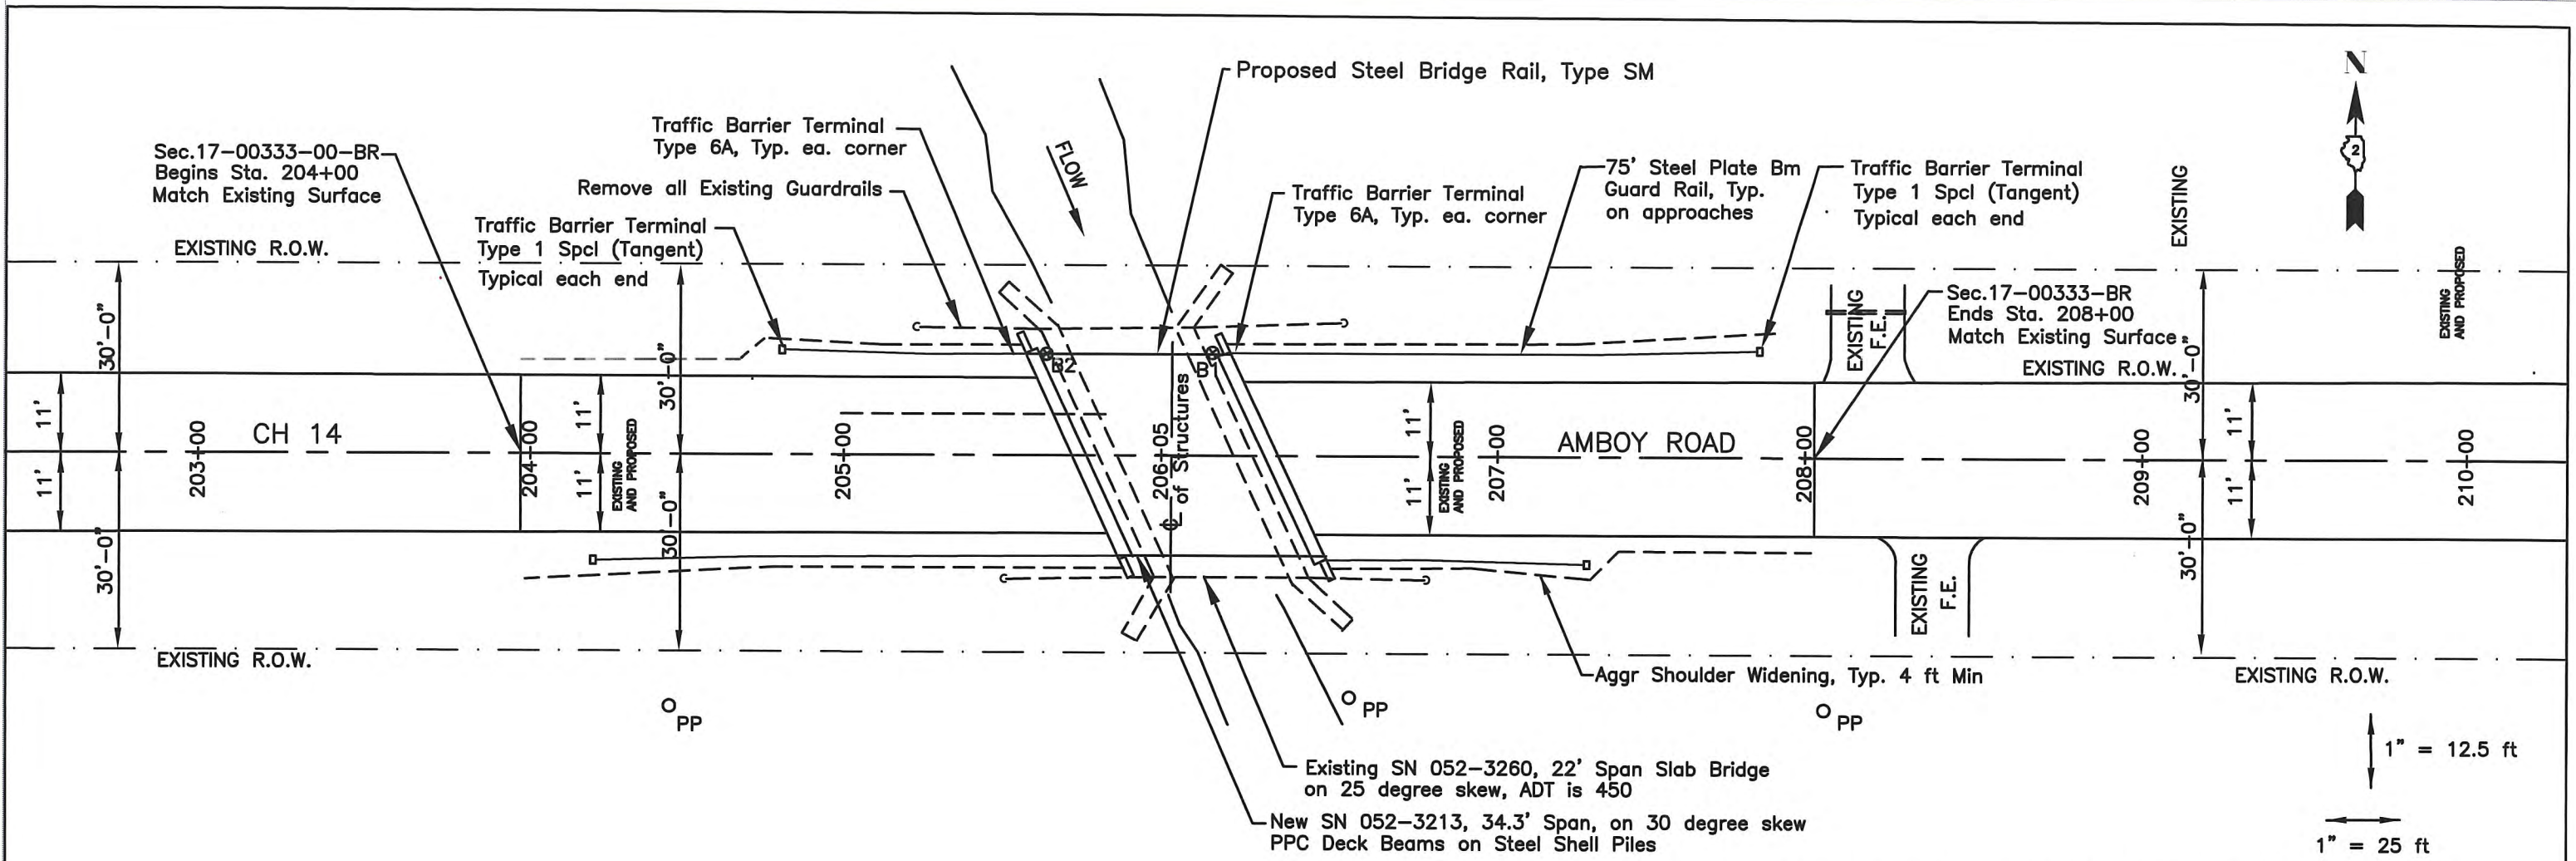 Proposed Steel Bridge Rail, Type SM
N
2
Traffic Barrier Terminal
Type 6A, Typ. ea. corner
Sec.17-00333-00-BR
Begins Sta. 204+00
Match Existing Surface
Remove all Existing Guardrails
FLOW
Traffic Barrier Terminal
Type 1 Spcl (Tangent)
Typical each end
Traffic Barrier Terminal
Type 6A, Typ. ea. corner
75' Steel Plate Bm
Guard Rail, Typ.
on approaches
Traffic Barrier Terminal
Type 1 Spcl (Tangent)
Typical each end
EXISTING
EXISTING R.O.W.
EXISTING
AND PROPOSED
Sec.17-00333-BR
Ends Sta. 208+00
Match Existing Surface
EXISTING R.O.W.
EXISTING
F.E.
30'-0"
30'-0"
30'-0"
B2
B1
11'
11'
11'
11'
CH 14
AMBOY ROAD
203+00
204+00
205+00
206+05
℄ of Structures
207+00
208+00
209+00
210+00
EXISTING
AND PROPOSED
EXISTING
AND PROPOSED
11'
11'
11'
11'
30'-0"
30'-0"
30'-0"
EXISTING
F.E.
EXISTING R.O.W.
EXISTING R.O.W.
Aggr Shoulder Widening, Typ. 4 ft Min
PP
PP
PP
Existing SN 052-3260, 22' Span Slab Bridge
on 25 degree skew, ADT is 450
New SN 052-3213, 34.3' Span, on 30 degree skew
PPC Deck Beams on Steel Shell Piles
1" = 12.5 ft
1" = 25 ft